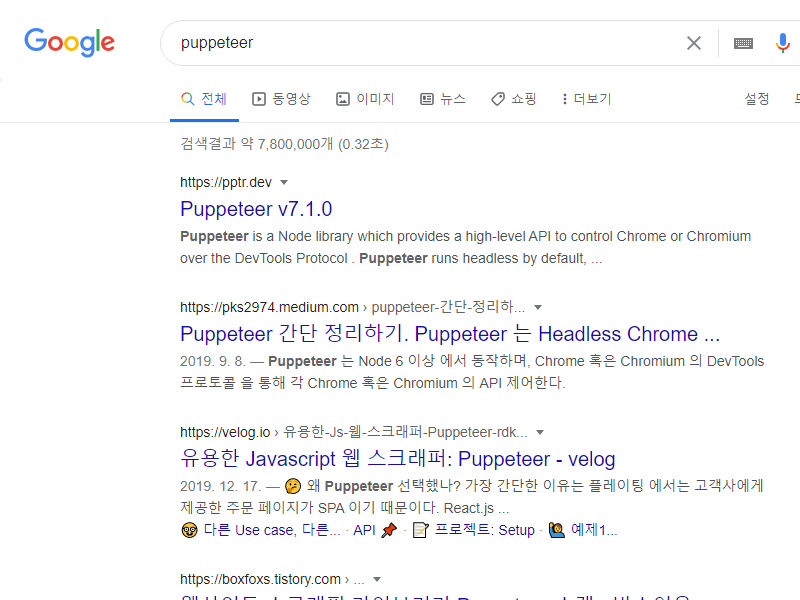 Google
puppeteer
전체 동영상 이미지 뉴스 쇼핑 더보기 설정
검색결과 약 7,800,000개 (0.32초)
https://pptr.dev
Puppeteer v7.1.0
Puppeteer is a Node library which provides a high-level API to control Chrome or Chromium
over the DevTools Protocol . Puppeteer runs headless by default, ...
https://pks2974.medium.com › puppeteer-간단-정리하...
Puppeteer 간단 정리하기. Puppeteer 는 Headless Chrome ...
2019. 9. 8. — Puppeteer 는 Node 6 이상 에서 동작하며, Chrome 혹은 Chromium 의 DevTools
프로토콜 을 통해 각 Chrome 혹은 Chromium 의 API 제어한다.
https://velog.io › 유용한-Js-웹-스크래퍼-Puppeteer-rdk...
유용한 Javascript 웹 스크래퍼: Puppeteer - velog
2019. 12. 17. — 🤔 왜 Puppeteer 선택했나? 가장 간단한 이유는 플레이팅 에서는 고객사에게
제공한 주문 페이지가 SPA 이기 때문이다. React.js ...
🤓 다른 Use case, 다른... · API 📌 · 📝 프로젝트: Setup · 🙋‍♂️ 예제1...
https://boxfoxs.tistory.com › ...